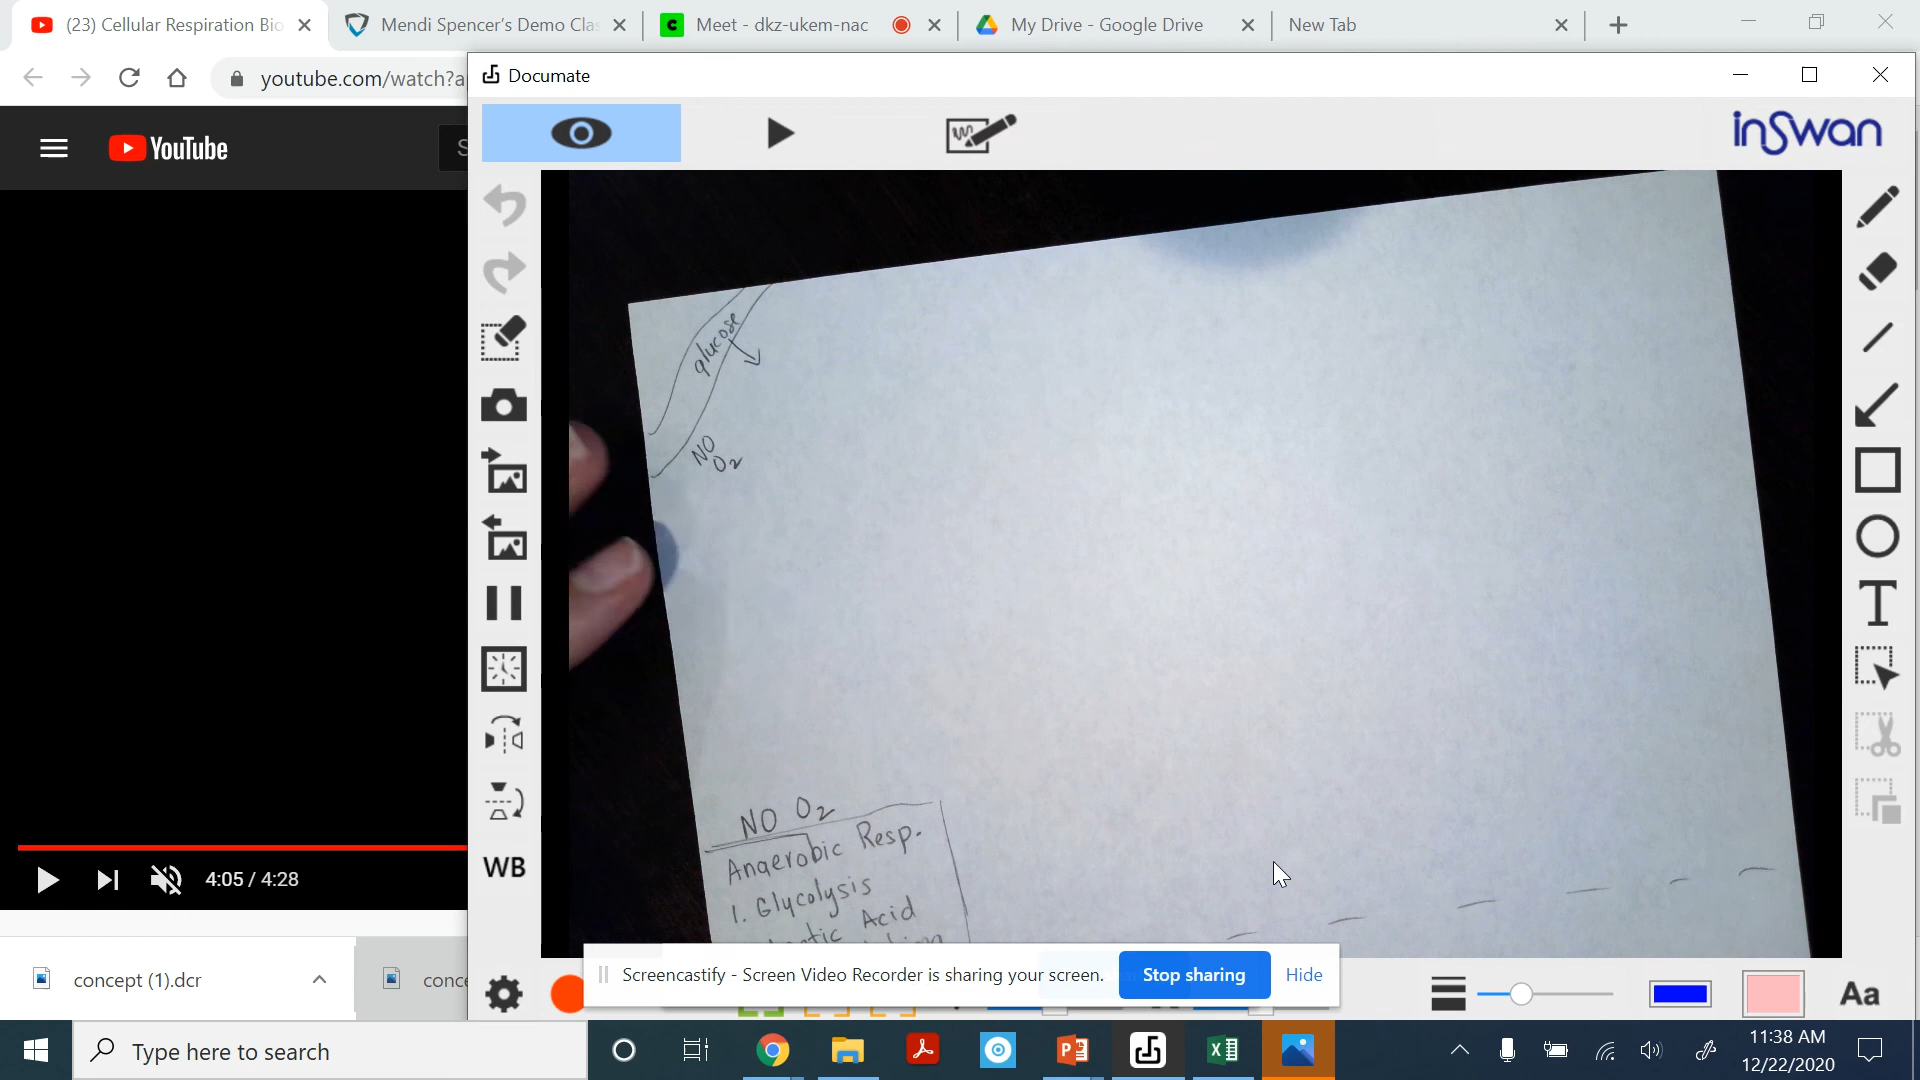 (23) Cellular Respiration Bio
Mendi Spencer's Demo Clas
Meet - dkz-ukem-nac
My Drive - Google Drive
New Tab
youtube.com/watch?a
Documate
YouTube
S
inSwan
glucose
NO
O2
NO O2
Anaerobic Resp.
1. Glycolysis
Acid
4:05 / 4:28
WB
T
concept (1).dcr
conce
Screencastify - Screen Video Recorder is sharing your screen.
Stop sharing
Hide
Aa
Type here to search
11:38 AM
12/22/2020